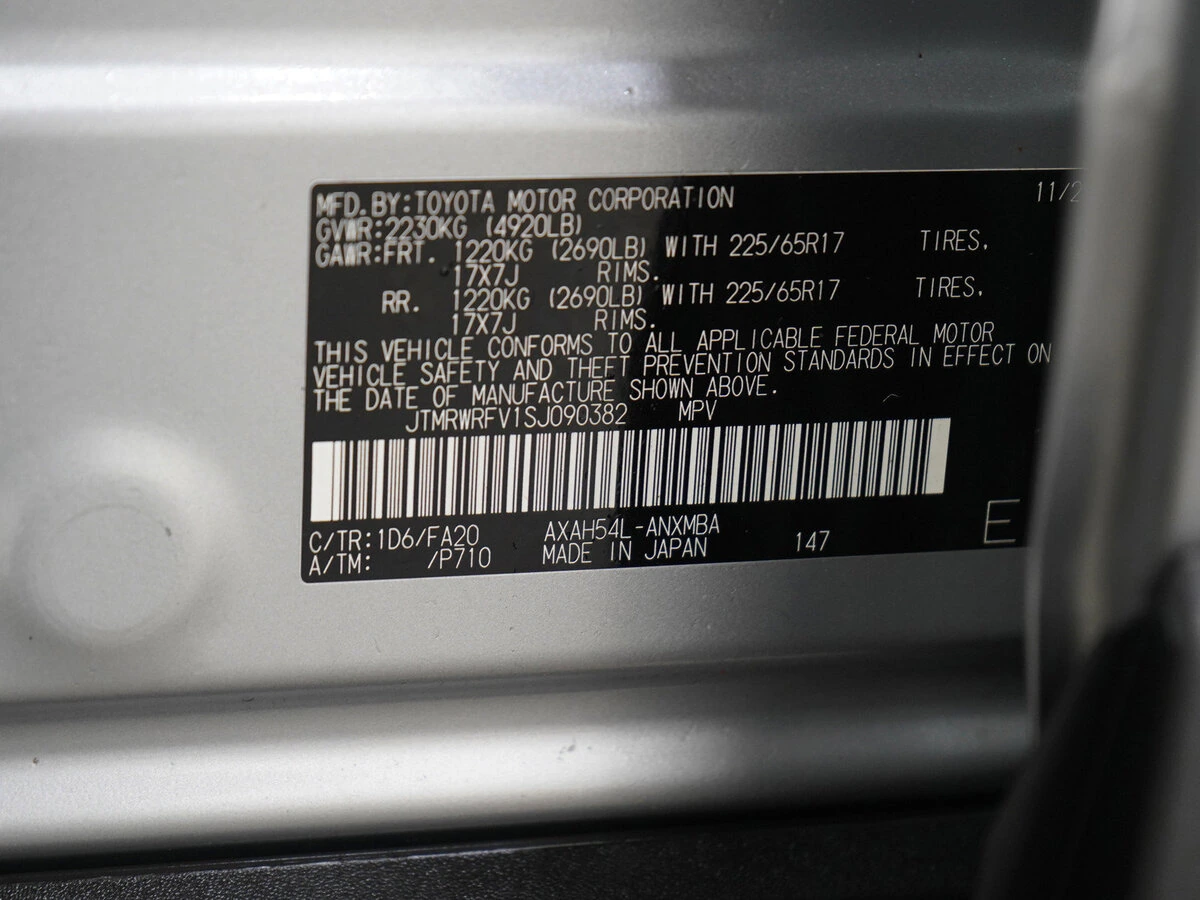 MFD. BY: TOYOTA MOTOR CORPORATION 11/2
GVWR: 2230KG (4920LB)
GAWR: FRT. 1220KG (2690LB) WITH 225/65R17 TIRES,
17X7J RIMS.
RR. 1220KG (2690LB) WITH 225/65R17 TIRES,
17X7J RIMS.
THIS VEHICLE CONFORMS TO ALL APPLICABLE FEDERAL MOTOR
VEHICLE SAFETY AND THEFT PREVENTION STANDARDS IN EFFECT ON
THE DATE OF MANUFACTURE SHOWN ABOVE.
JTMRWRFV1SJ090382 MPV
C/TR: 1D6/FA20 AXAH54L-ANXMBA
A/TM: /P710 MADE IN JAPAN 147 E